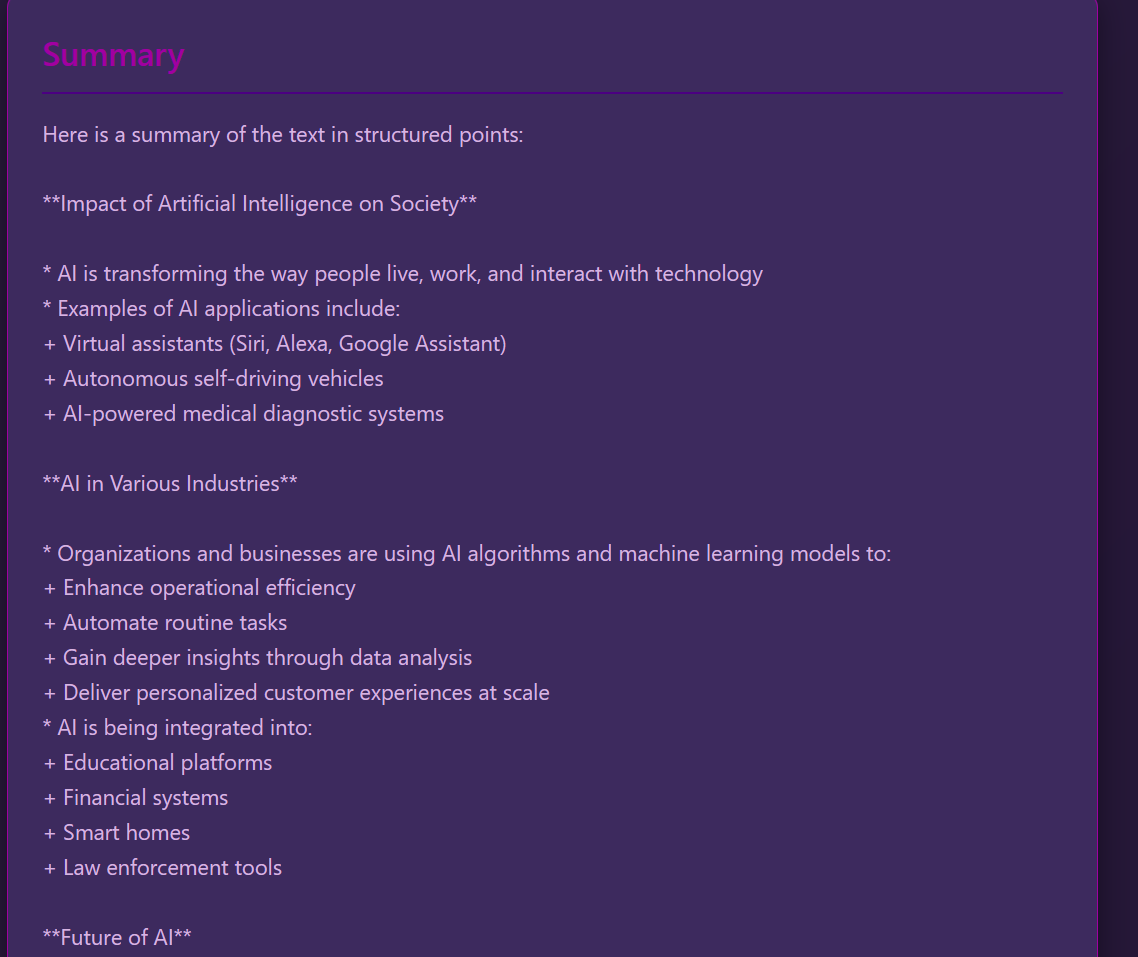 Summary
Here is a summary of the text in structured points:
**Impact of Artificial Intelligence on Society**
* AI is transforming the way people live, work, and interact with technology
* Examples of AI applications include:
+ Virtual assistants (Siri, Alexa, Google Assistant)
+ Autonomous self-driving vehicles
+ AI-powered medical diagnostic systems
**AI in Various Industries**
* Organizations and businesses are using AI algorithms and machine learning models to:
+ Enhance operational efficiency
+ Automate routine tasks
+ Gain deeper insights through data analysis
+ Deliver personalized customer experiences at scale
* AI is being integrated into:
+ Educational platforms
+ Financial systems
+ Smart homes
+ Law enforcement tools
**Future of AI**